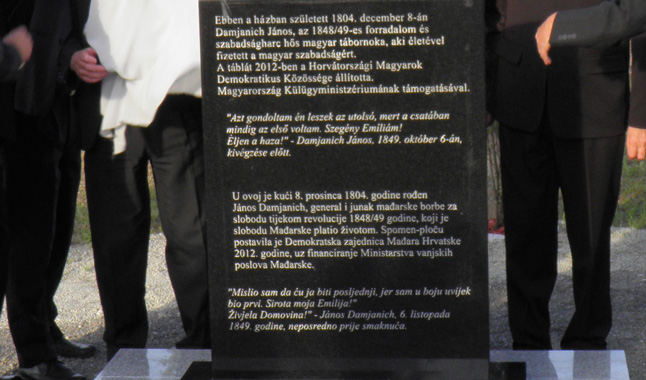 Ebben a házban született 1804. december 8-án
Damjanich János, az 1848/49-es forradalom és
szabadságharc hős magyar tábornoka, aki életével
fizetett a magyar szabadságért.
A táblát 2012-ben a Horvátországi Magyarok
Demokratikus Közössége állította.
Magyarország Külügyminisztériumának támogatásával.
"Azt gondoltam én leszek az utolsó, mert a csatában
mindig az első voltam. Szegény Emíliám!
Éljen a haza!" - Damjanich János, 1849. október 6-án,
kivégzése előtt.
U ovoj je kući 8. prosinca 1804. godine rođen
János Damjanich, general i junak mađarske borbe za
slobodu tijekom revolucije 1848/49 godine, koji je
slobodu Mađarske platio životom. Spomen-ploču
postavila je Demokratska zajednica Mađara Hrvatske
2012. godine, uz financiranje Ministarstva vanjskih
poslova Mađarske.
"Mislio sam da ću ja biti posljednji, jer sam u boju uvijek
bio prvi. Sirota moja Emilija!"
Živjela Domovina!" - János Damjanich, 6. listopada
1849. godine, neposredno prije smaknuća.